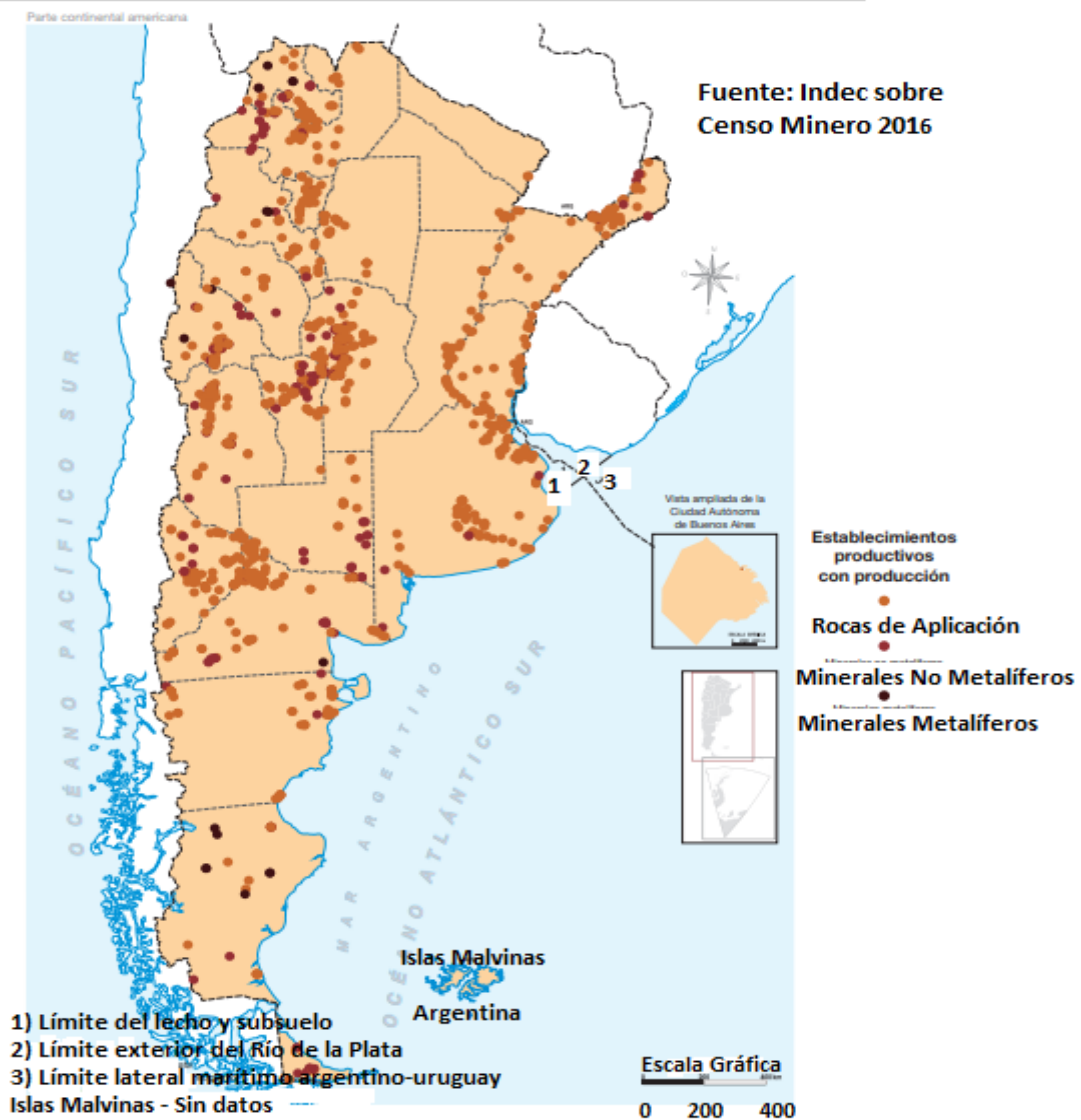 Parte continental americana
Fuente: Indec sobre
Censo Minero 2016
N
O
E
S
OCÉANO PACÍFICO SUR
1
2
3
Vista ampliada de la
Ciudad Autónoma
de Buenos Aires
Establecimientos
productivos
con producción
Rocas de Aplicación
Minerales No Metalíferos
Minerales Metalíferos
MAR ARGENTINO
OCÉANO ATLÁNTICO SUR
Islas Malvinas
Argentina
1) Límite del lecho y subsuelo
2) Límite exterior del Río de la Plata
3) Límite lateral marítimo argentino-uruguay
Islas Malvinas - Sin datos
Escala Gráfica
0 200 400